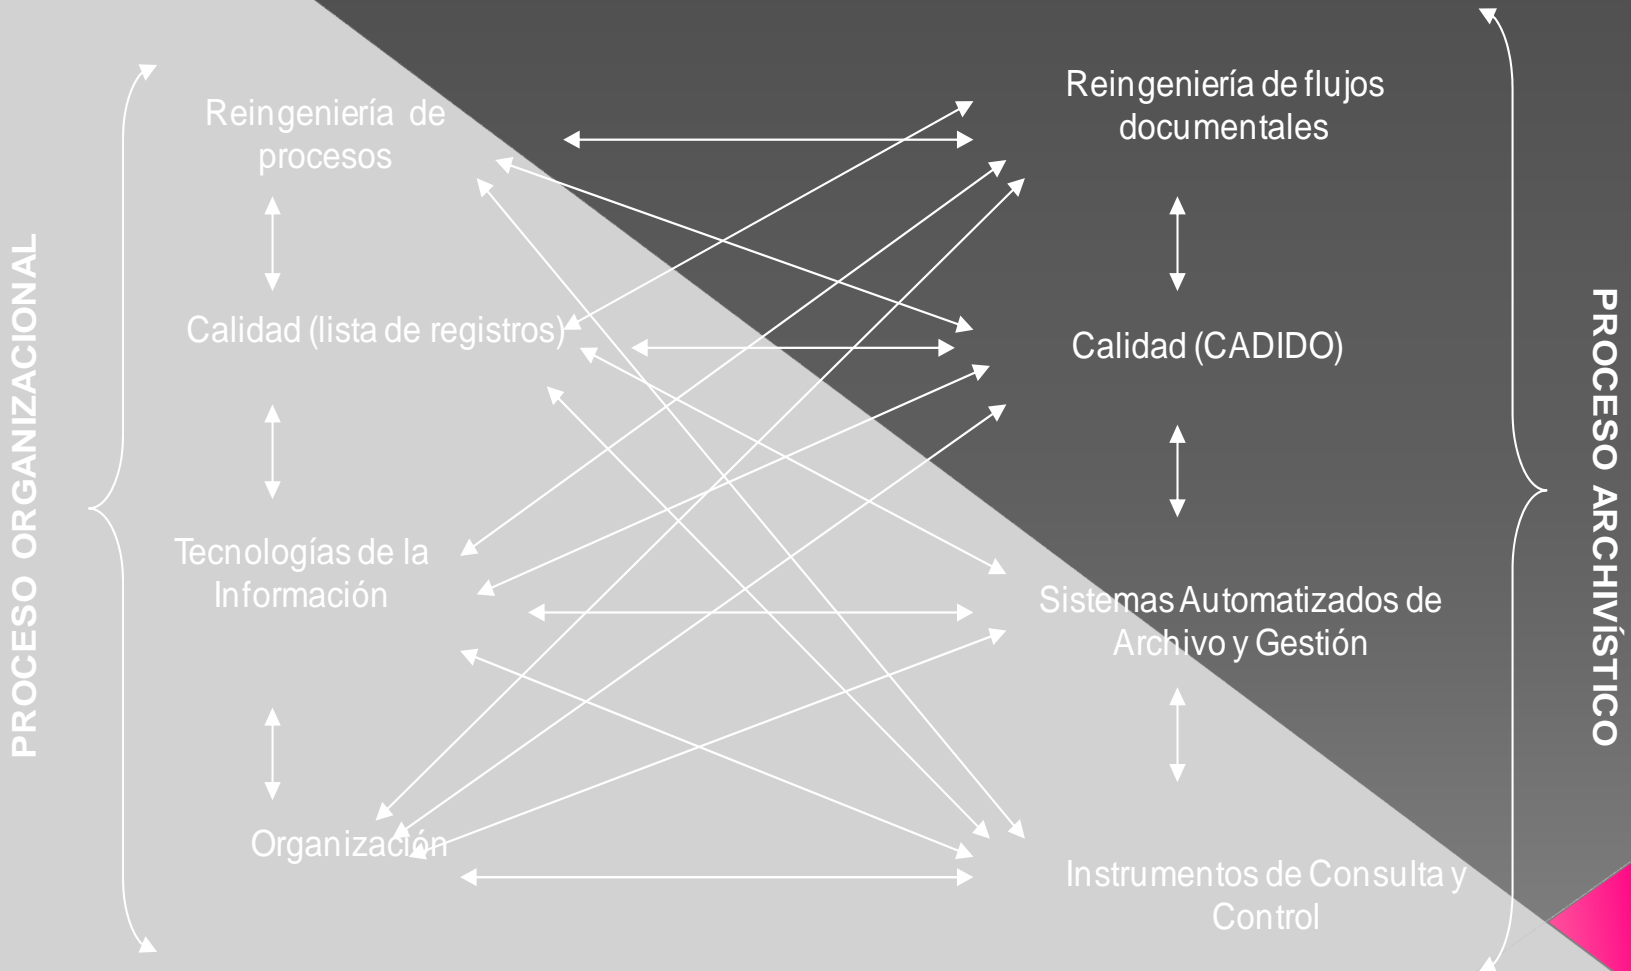 PROCESO ORGANIZACIONAL
Reingeniería de
procesos
Calidad (lista de registros)
Tecnologías de la
Información
Organización
Reingeniería de flujos
documentales
Calidad (CADIDO)
Sistemas Automatizados de
Archivo y Gestión
Instrumentos de Consulta y
Control
PROCESO ARCHIVÍSTICO